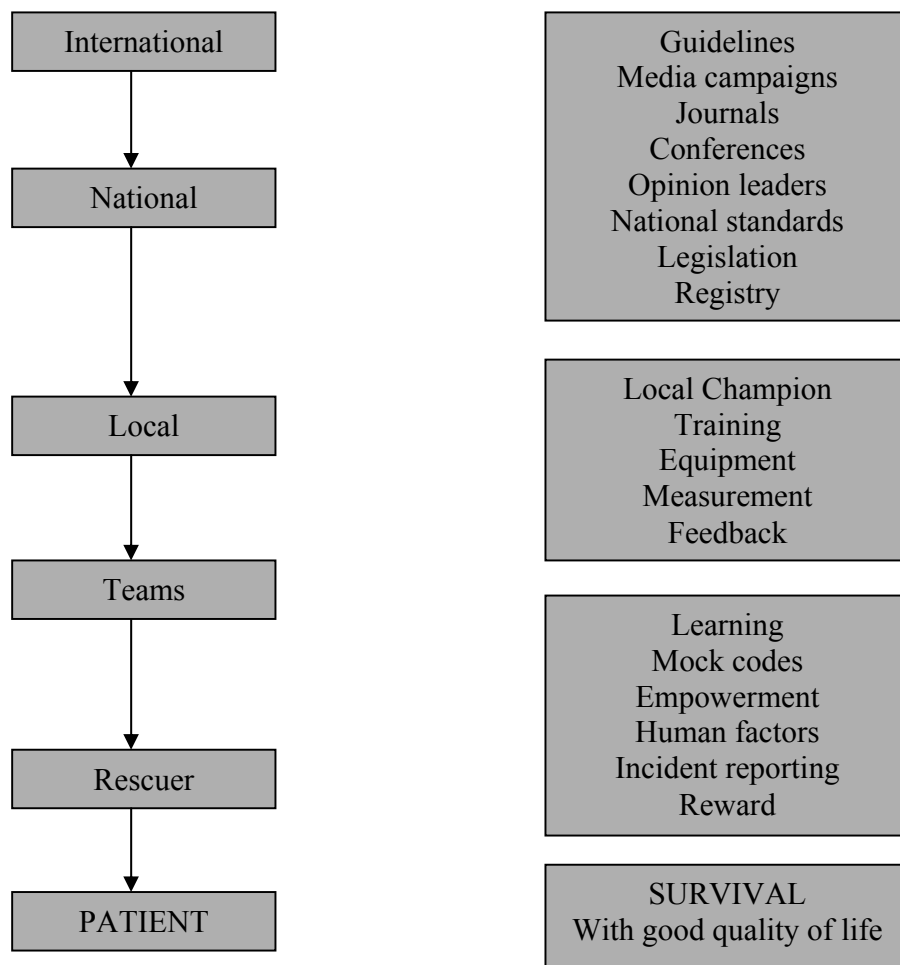 International
National
Local
Teams
Rescuer
PATIENT
Guidelines
Media campaigns
Journals
Conferences
Opinion leaders
National standards
Legislation
Registry
Local Champion
Training
Equipment
Measurement
Feedback
Learning
Mock codes
Empowerment
Human factors
Incident reporting
Reward
SURVIVAL
With good quality of life